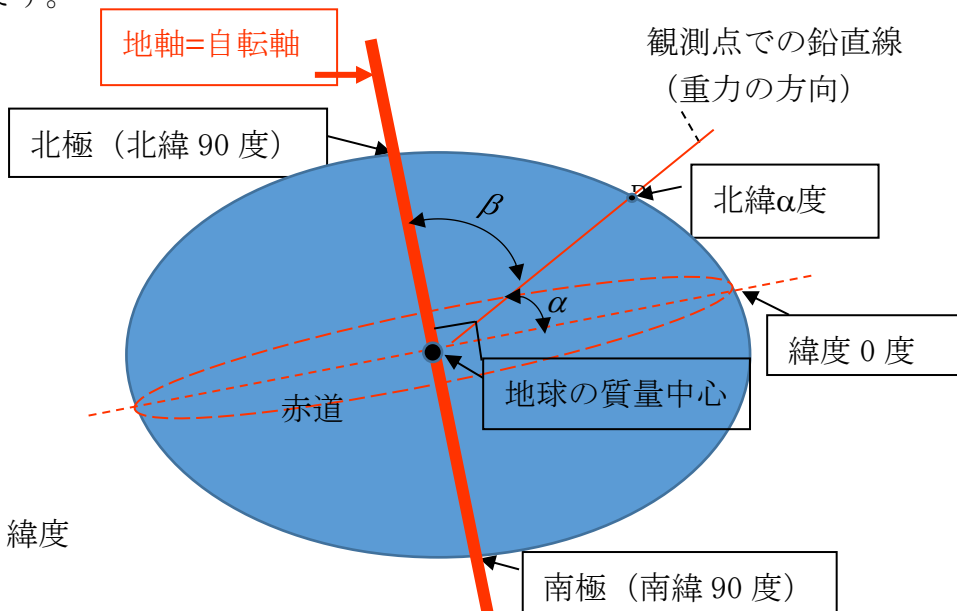 す。
地軸=自転軸
観測点での鉛直線
（重力の方向）
北極（北緯 90 度）
北緯α度
β
α
緯度 0 度
地球の質量中心
赤道
緯度
南極（南緯 90 度）